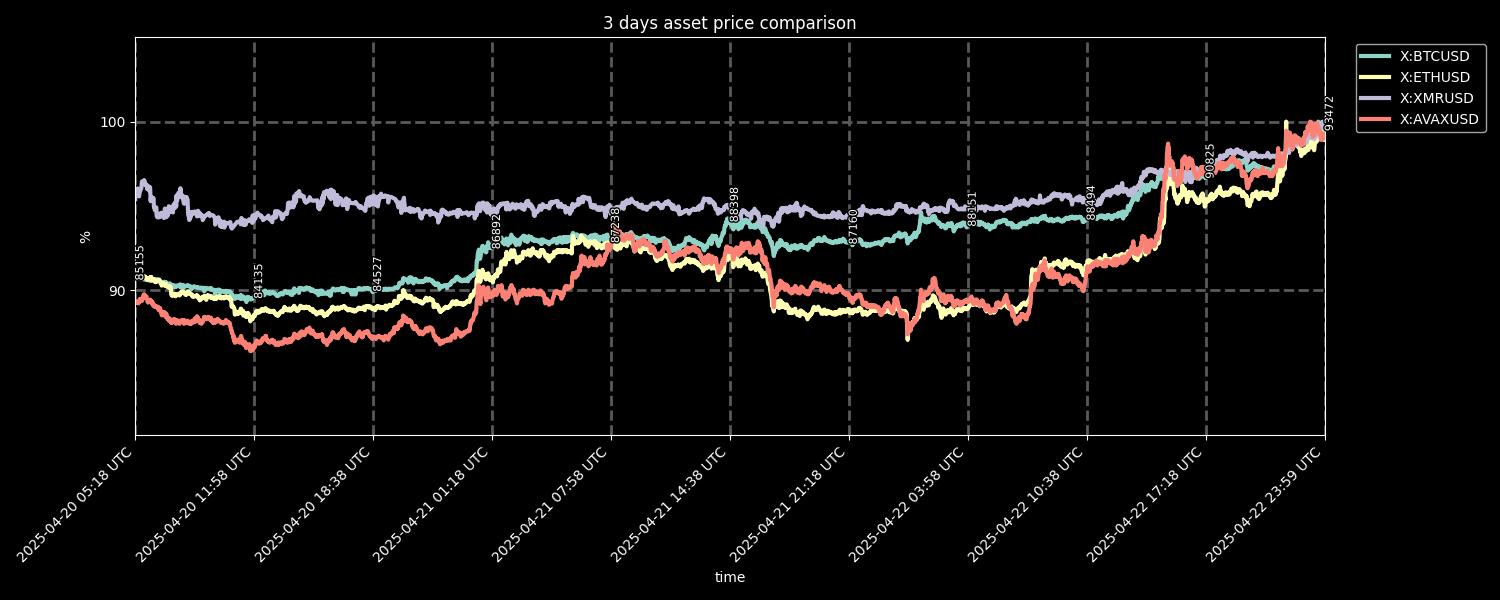 3 days asset price comparison
X:BTCUSD
X:ETHUSD
X:XMRUSD
X:AVAXUSD
100
90
%
85155
84135
84527
86892
87238
88398
87160
88151
88494
90825
93472
2025-04-20 05:18 UTC
2025-04-20 11:58 UTC
2025-04-20 18:38 UTC
2025-04-21 01:18 UTC
2025-04-21 07:58 UTC
2025-04-21 14:38 UTC
2025-04-21 21:18 UTC
2025-04-22 03:58 UTC
2025-04-22 10:38 UTC
2025-04-22 17:18 UTC
2025-04-22 23:59 UTC
time